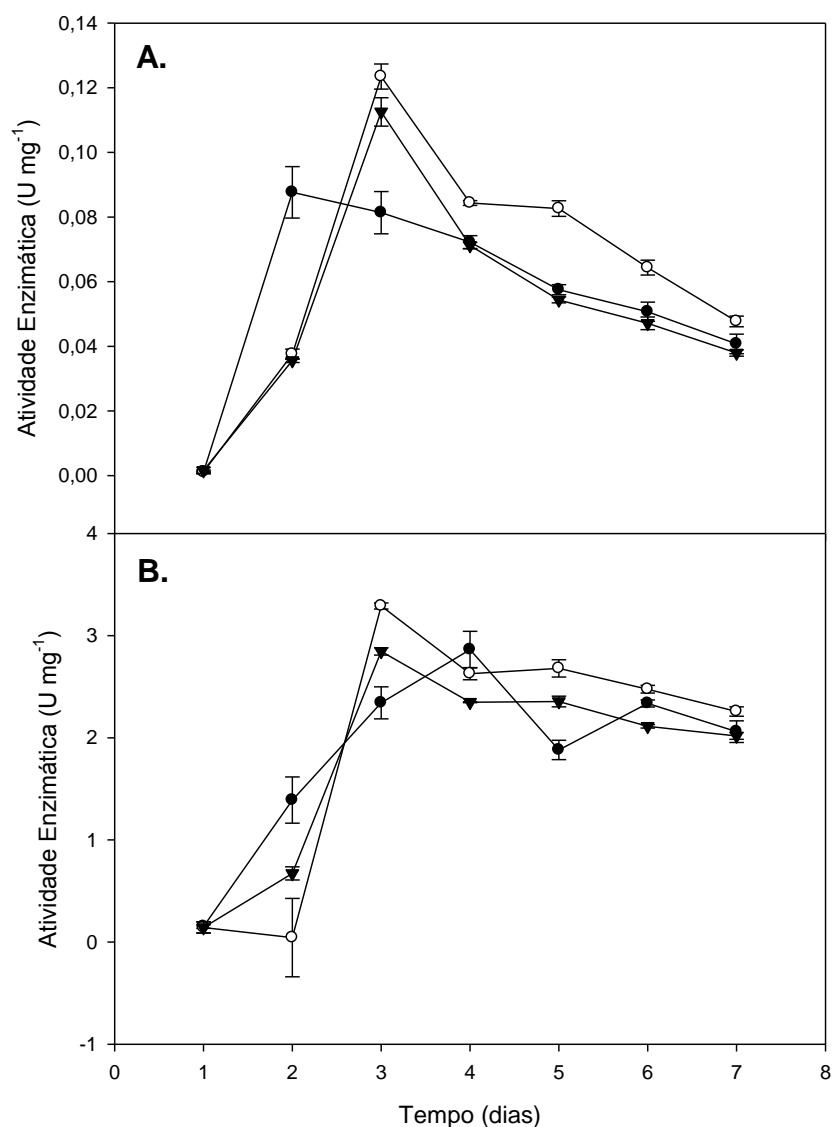 A.
0,14
0,12
0,10
0,08
0,06
0,04
0,02
0,00
Atividade Enzimática (U mg-1)
B.
4
3
2
1
0
-1
Atividade Enzimática (U mg-1)
0 1 2 3 4 5 6 7 8
Tempo (dias)